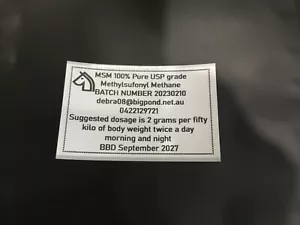 MSM 100% Pure USP grade
Methylsufonyl Methane
BATCH NUMBER 20230210
debra08@bigpond.net.au
0422129721
Suggested dosage is 2 grams per fifty
kilo of body weight twice a day
morning and night
BBD September 2027